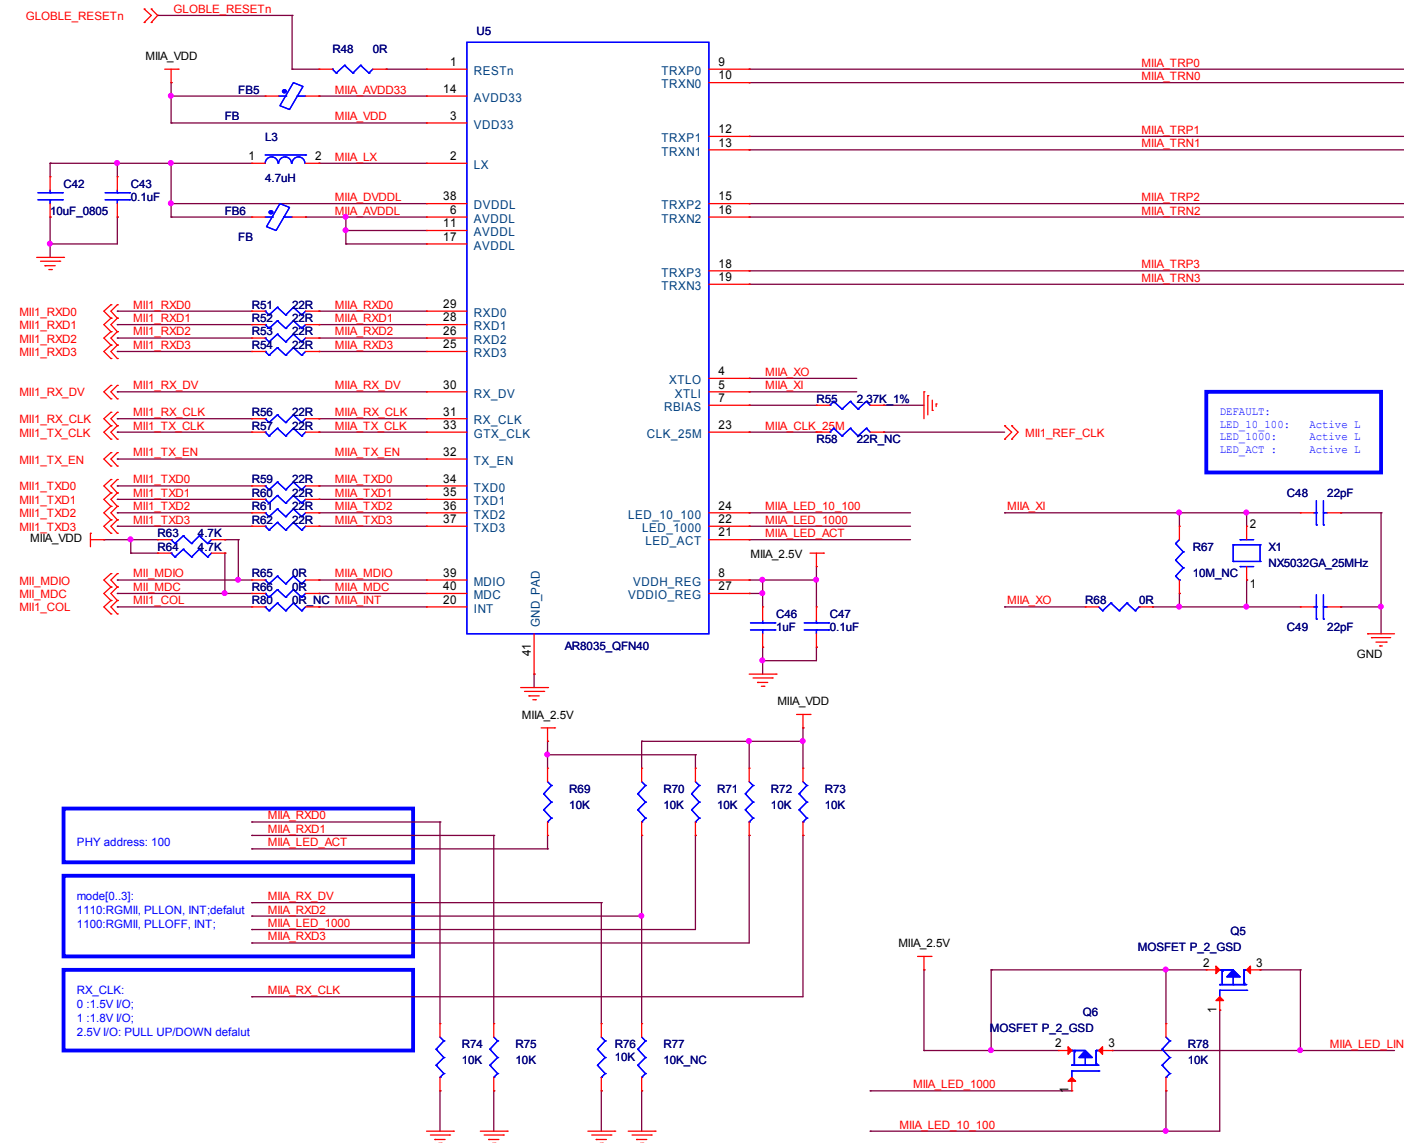 GLOBLE_RESETn
GLOBLE_RESETn
U5
R48 0R
MIIA_VDD
1 RESTn
FB5 MIIA_AVDD33 14 AVDD33
FB MIIA_VDD 3 VDD33
L3
1 2 MIIA_LX 2 LX
4.7uH
C42
10uF_0805
C43
0.1uF
MIIA_DVDDL 38 DVDDL
FB6 MIIA_AVDDL 6 AVDDL
11 AVDDL
FB 17 AVDDL
MII1_RXD0 MII1_RXD0 R51 22R MIIA_RXD0 29 RXD0
MII1_RXD1 MII1_RXD1 R52 22R MIIA_RXD1 28 RXD1
MII1_RXD2 MII1_RXD2 R53 22R MIIA_RXD2 26 RXD2
MII1_RXD3 MII1_RXD3 R54 22R MIIA_RXD3 25 RXD3
MII1_RX_DV MII1_RX_DV MIIA_RX_DV 30 RX_DV
MII1_RX_CLK MII1_RX_CLK R56 22R MIIA_RX_CLK 31 RX_CLK
MII1_TX_CLK MII1_TX_CLK R57 22R MIIA_TX_CLK 33 GTX_CLK
MII1_TX_EN MII1_TX_EN MIIA_TX_EN 32 TX_EN
MII1_TXD0 MII1_TXD0 R59 22R MIIA_TXD0 34 TXD0
MII1_TXD1 MII1_TXD1 R60 22R MIIA_TXD1 35 TXD1
MII1_TXD2 MII1_TXD2 R61 22R MIIA_TXD2 36 TXD2
MII1_TXD3 MII1_TXD3 R62 22R MIIA_TXD3 37 TXD3
MIIA_VDD R63 4.7K
R64 4.7K
MII_MDIO MII_MDIO R65 0R MIIA_MDIO 39 MDIO
MII_MDC MII_MDC R66 0R MIIA_MDC 40 MDC
MII1_COL MII1_COL R80 0R_NC MIIA_INT 20 INT
GND_PAD
41
AR8035_QFN40
TRXP0 9 MIIA_TRP0
TRXN0 10 MIIA_TRN0
TRXP1 12 MIIA_TRP1
TRXN1 13 MIIA_TRN1
TRXP2 15 MIIA_TRP2
TRXN2 16 MIIA_TRN2
TRXP3 18 MIIA_TRP3
TRXN3 19 MIIA_TRN3
XTLO 4 MIIA_XO
XTLI 5 MIIA_XI
RBIAS 7 R55 2.37K_1%
CLK_25M 23 MIIA_CLK_25M R58 22R_NC MII1_REF_CLK
LED_10_100 24 MIIA_LED_10_100
LED_1000 22 MIIA_LED_1000
LED_ACT 21 MIIA_LED_ACT
MIIA_2.5V
VDDH_REG 8
VDDIO_REG 27
C46
1uF
C47
0.1uF
DEFAULT:
LED_10_100: Active L
LED_1000: Active L
LED_ACT : Active L
C48 22pF
MIIA_XI
2
R67
10M_NC
X1
NX5032GA_25MHz
1
MIIA_XO R68 0R
C49 22pF
GND
MIIA_2.5V
MIIA_VDD
R69
10K
R70
10K
R71
10K
R72
10K
R73
10K
MIIA_RXD0
MIIA_RXD1
PHY address: 100 MIIA_LED_ACT
mode[0..3]: MIIA_RX_DV
1110:RGMII, PLLON, INT;defalut MIIA_RXD2
1100:RGMII, PLLOFF, INT; MIIA_LED_1000
MIIA_RXD3
RX_CLK: MIIA_RX_CLK
0 :1.5V I/O;
1 :1.8V I/O;
2.5V I/O: PULL UP/DOWN defalut
R74
10K
R75
10K
R76
10K
R77
10K_NC
MIIA_2.5V
Q5
MOSFET P_2_GSD
2 3
1
Q6
MOSFET P_2_GSD
2 3
1
R78
10K
MIIA_LED_LIN
MIIA_LED_1000
MIIA_LED_10_100